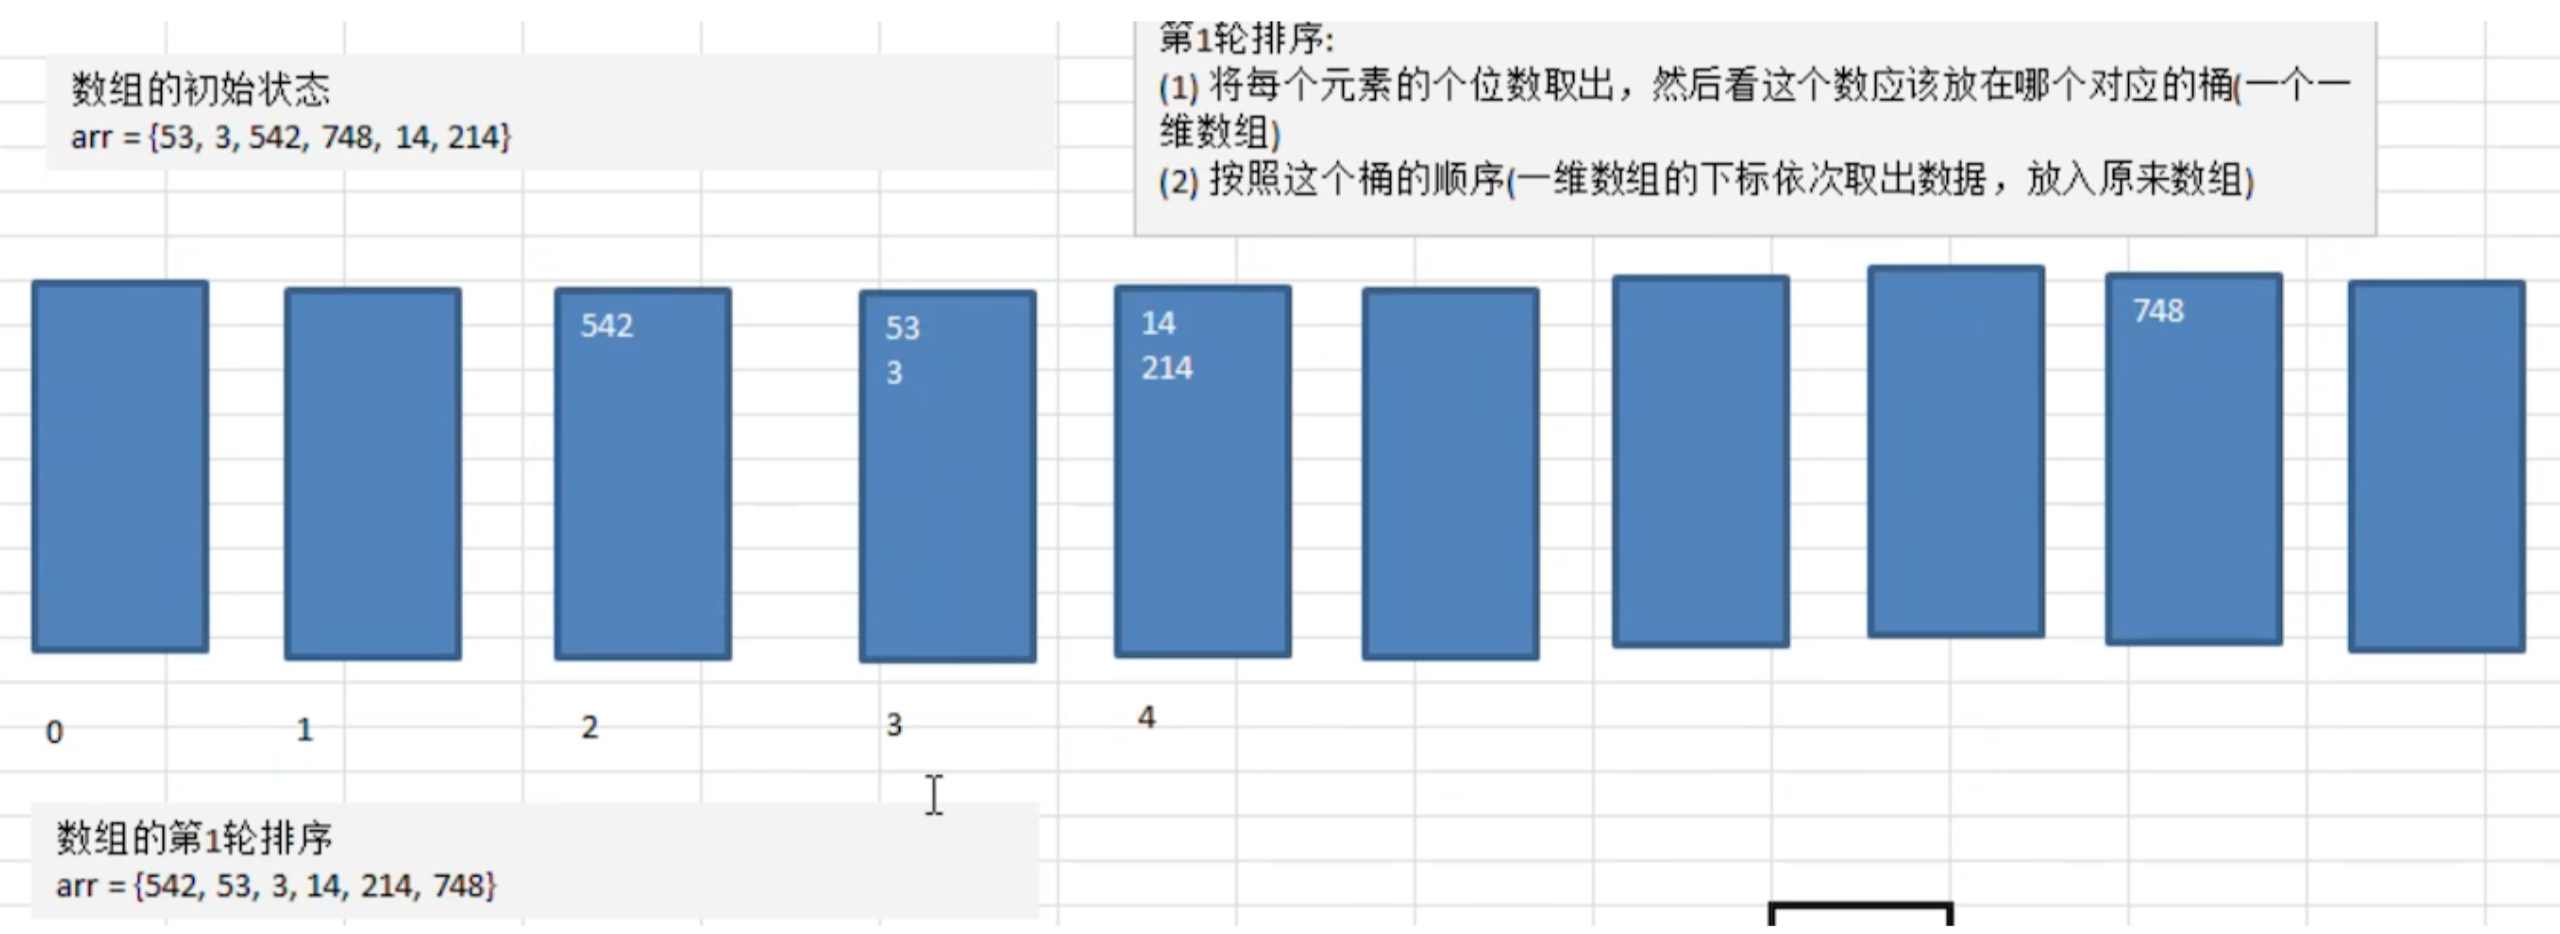 数组的初始状态
arr = {53, 3, 542, 748, 14, 214}
第1轮排序:
(1) 将每个元素的个位数取出，然后看这个数应该放在哪个对应的桶(一个一
维数组)
(2) 按照这个桶的顺序(一维数组的下标依次取出数据，放入原来数组)
542
53
3
14
214
748
0
1
2
3
4
数组的第1轮排序
arr = {542, 53, 3, 14, 214, 748}